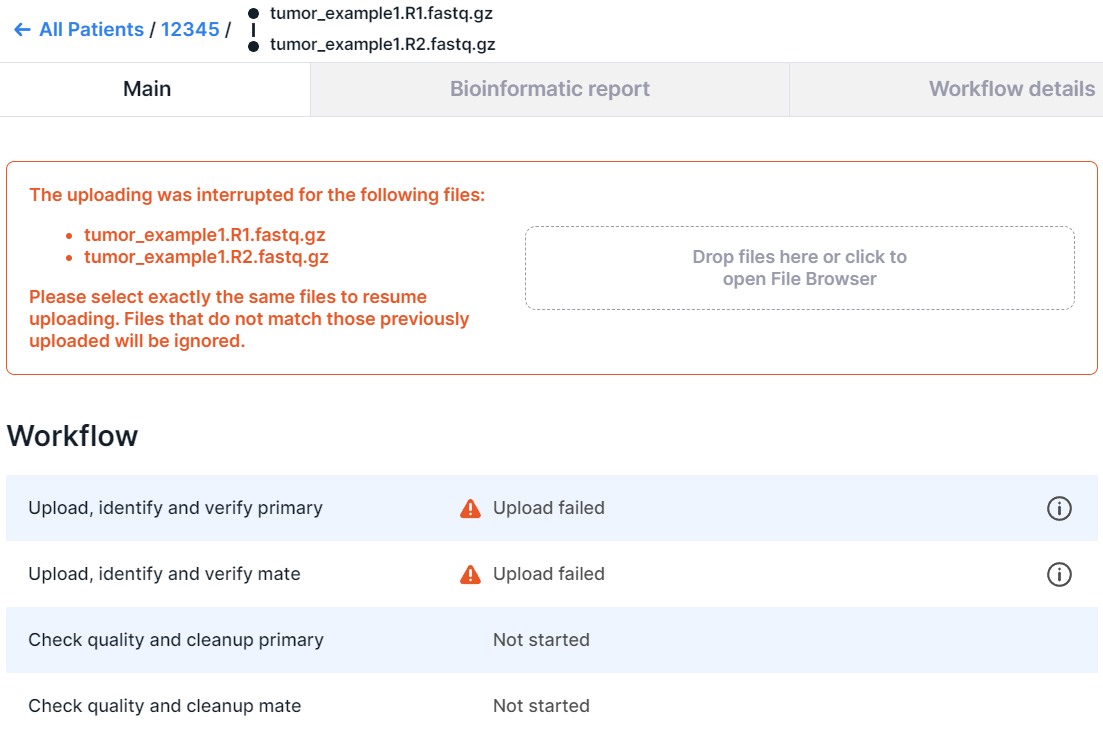 ← All Patients / 12345 /
tumor_example1.R1.fastq.gz
tumor_example1.R2.fastq.gz
Main
Bioinformatic report
Workflow details
The uploading was interrupted for the following files:
• tumor_example1.R1.fastq.gz
• tumor_example1.R2.fastq.gz
Please select exactly the same files to resume
uploading. Files that do not match those previously
uploaded will be ignored.
Drop files here or click to
open File Browser
Workflow
Upload, identify and verify primary
Upload failed
Upload, identify and verify mate
Upload failed
Check quality and cleanup primary
Not started
Check quality and cleanup mate
Not started